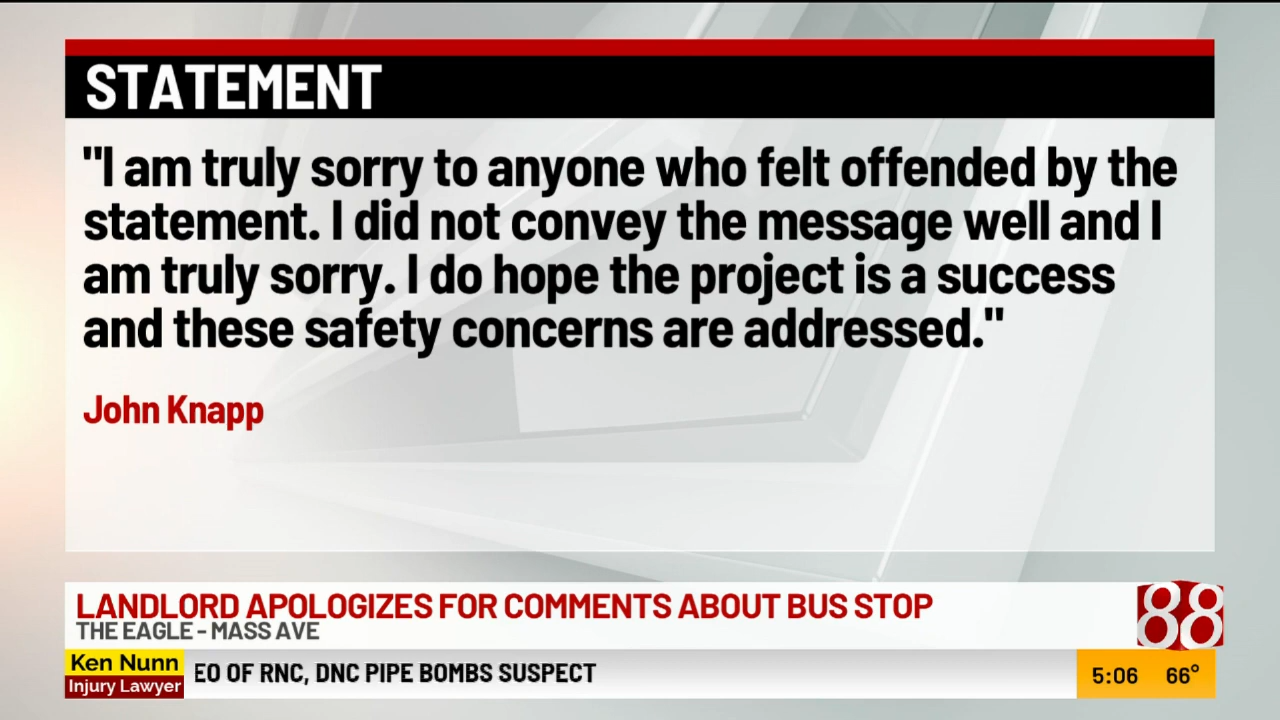 STATEMENT
"I am truly sorry to anyone who felt offended by the
statement. I did not convey the message well and I
am truly sorry. I do hope the project is a success
and these safety concerns are addressed."
John Knapp
LANDLORD APOLOGIZES FOR COMMENTS ABOUT BUS STOP
THE EAGLE - MASS AVE
88
Ken Nunn
Injury Lawyer
EO OF RNC, DNC PIPE BOMBS SUSPECT
5:06 66°